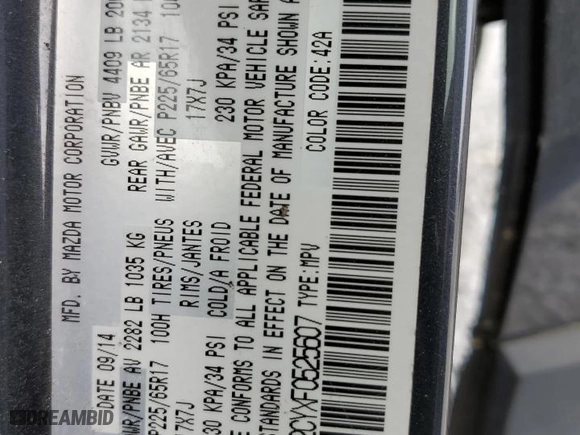 MFD. BY MAZDA MOTOR CORPORATION
DATE 09/14 GVWR/PNBV 4409 LB
GAWR/PNBE AV 2282 LB 1035 KG REAR GAWR/PNBE AR 2134
P225/65R17 100H TIRES/PNEUS WITH/AVEC P225/65R17
17X7J RIMS/JANTES 17X7J
230 KPA/34 PSI COLD/A FROID 230 KPA/34 PSI
CONFORMS TO ALL APPLICABLE FEDERAL MOTOR VEHICLE
STANDARDS IN EFFECT ON THE DATE OF MANUFACTURE SHOWN
2CYXFC525607 TYPE: MPV COLOR CODE: 42A
DREAMBID